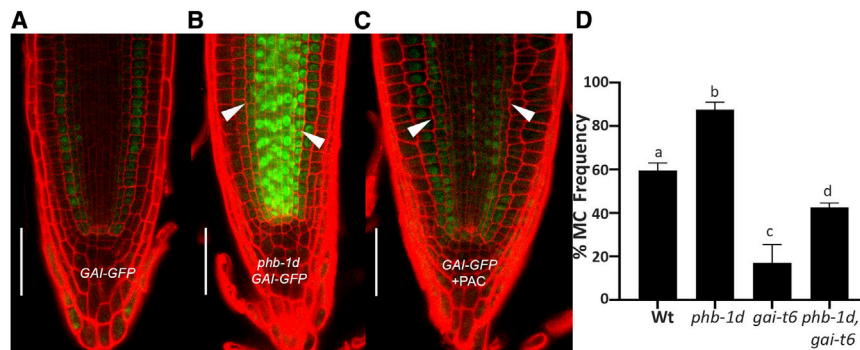 A
B
C
D
GAI-GFP
phb-1d
GAI-GFP
GAI-GFP
+PAC
% MC Frequency
100
80
60
40
20
0
a
b
c
d
Wt
phb-1d
gai-t6
phb-1d,
gai-t6